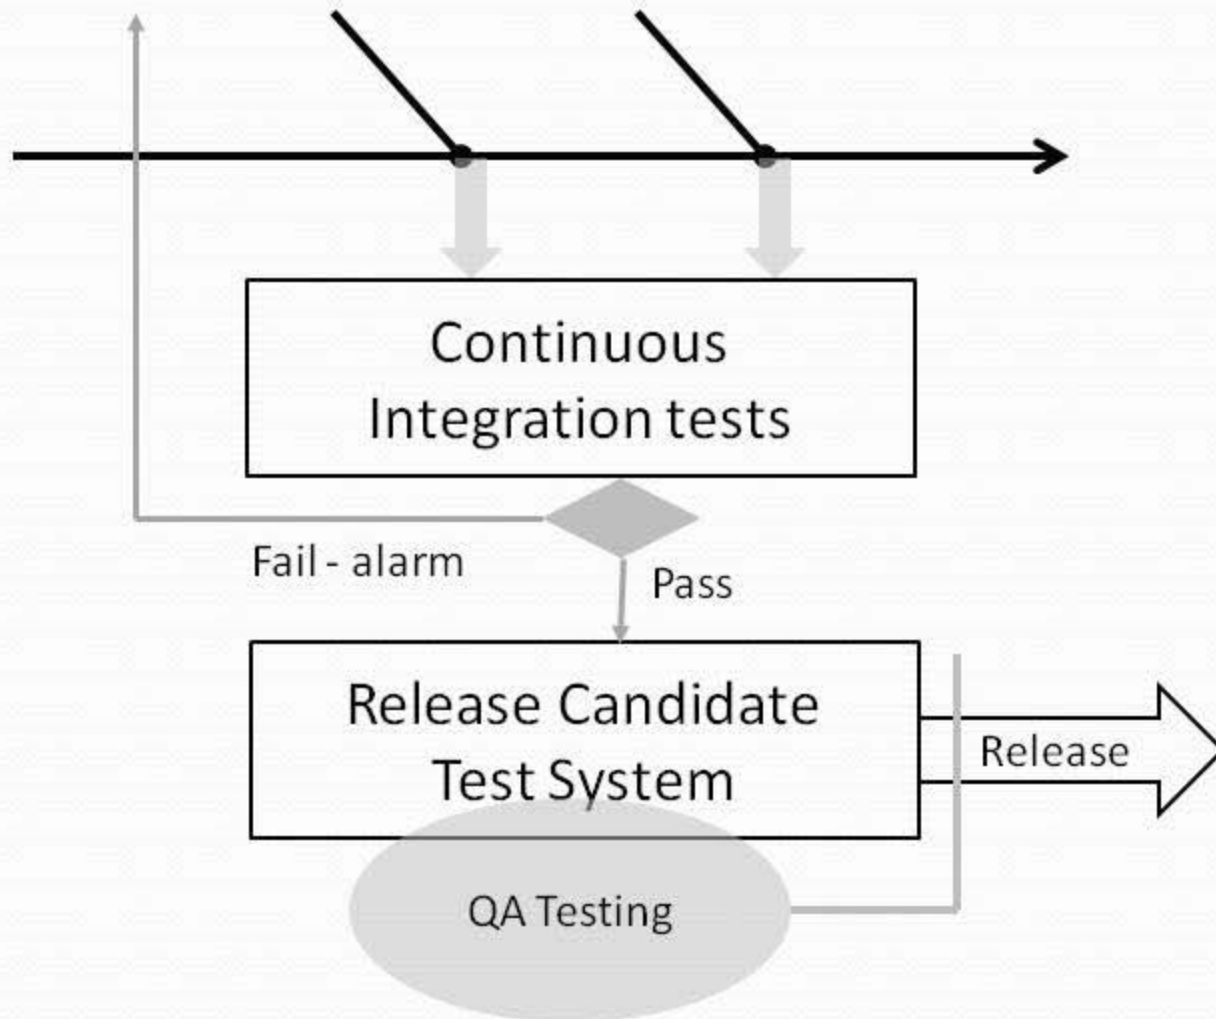 Continuous
Integration tests
Fail - alarm
Pass
Release Candidate
Test System
Release
QA Testing